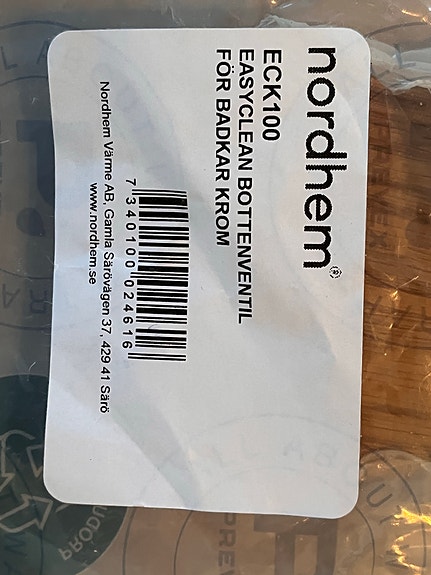 nordhem®
ECK100
EASYCLEAN BOTTENVENTIL
FÖR BADKAR KROM
7 340100 024616
Nordhem Värme AB, Gamla Särövägen 37, 429 41 Särö
www.nordhem.se
PRODU